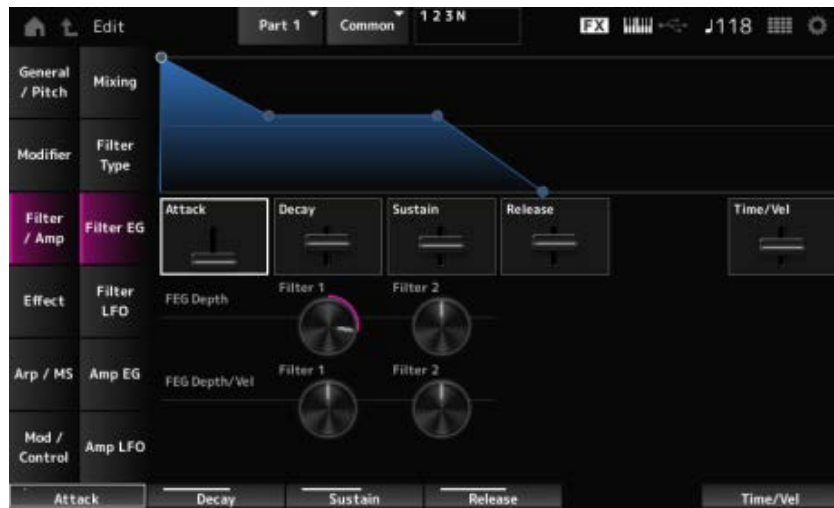 Edit
Part 1
Common
1 2 3 N
FX
♩118
General
/ Pitch
Mixing
Modifier
Filter
Type
Filter
/ Amp
Filter EG
Attack
Decay
Sustain
Release
Time/Vel
Effect
Filter
LFO
FEG Depth
Filter 1
Filter 2
Arp / MS
Amp EG
FEG Depth/Vel
Filter 1
Filter 2
Mod /
Control
Amp LFO
Attack
Decay
Sustain
Release
Time/Vel